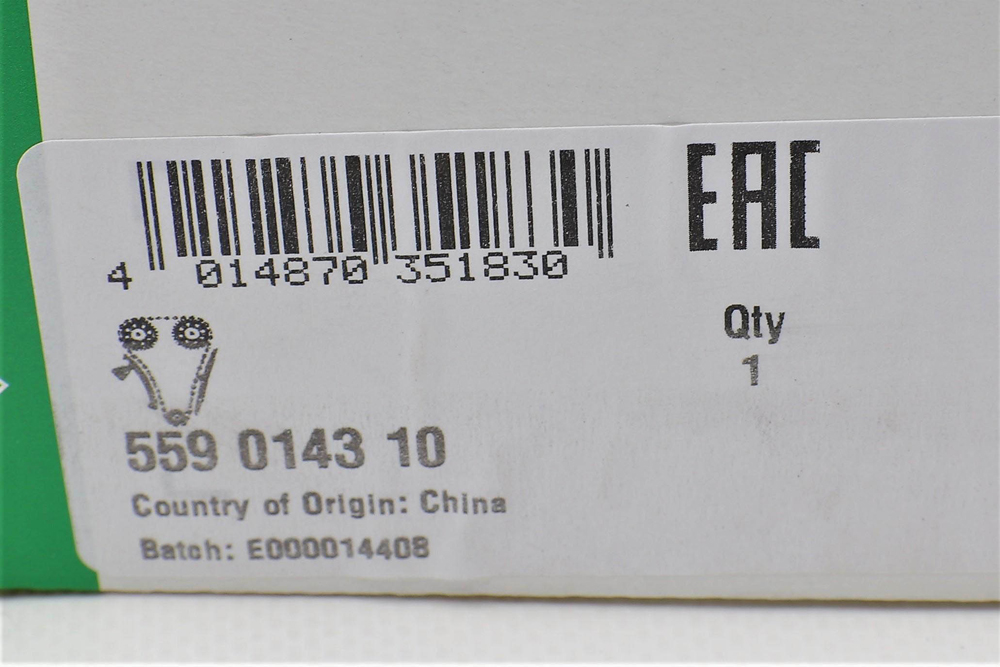 EAC
4 014870 351830
Qty
1
559 0143 10
Country of Origin: China
Batch: E000014408